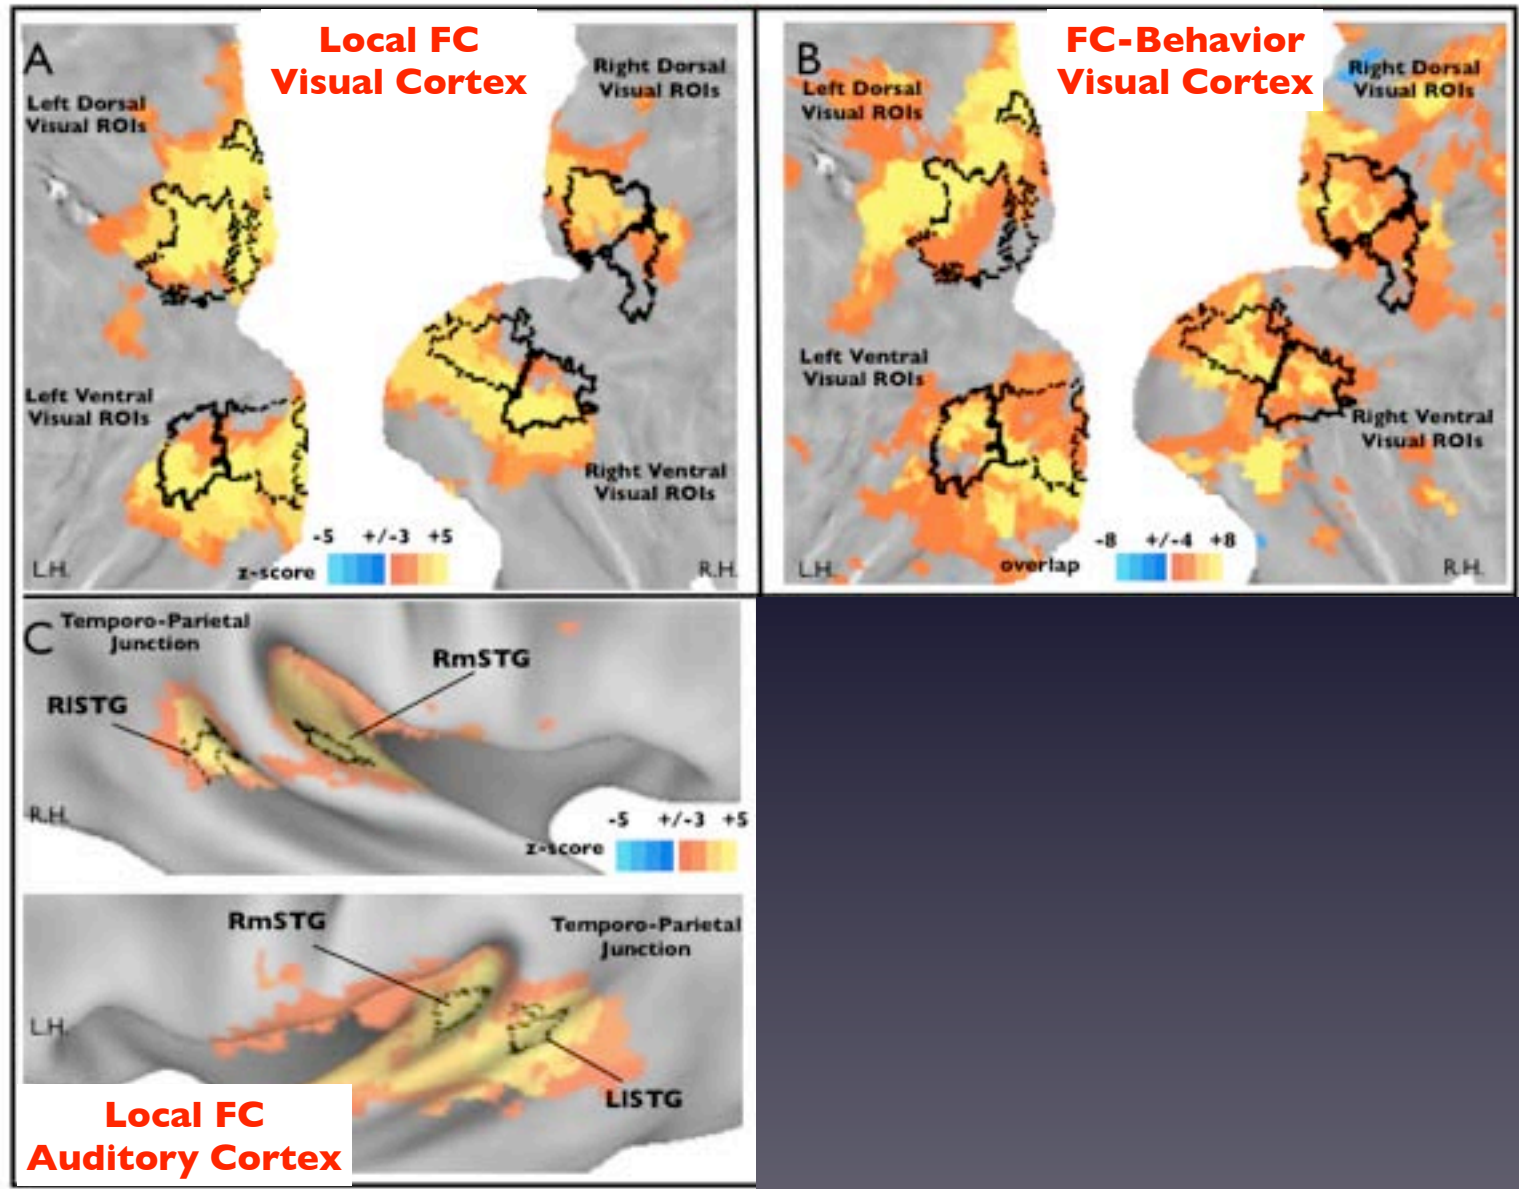 A
Local FC
Visual Cortex
Left Dorsal
Visual ROIs
Right Dorsal
Visual ROIs
Left Ventral
Visual ROIs
Right Ventral
Visual ROIs
-5 +/-3 +5
z-score
L.H.
R.H.
B
FC-Behavior
Visual Cortex
Left Dorsal
Visual ROIs
Right Dorsal
Visual ROIs
Left Ventral
Visual ROIs
Right Ventral
Visual ROIs
-8 +/-4 +8
overlap
L.H.
R.H.
C
Temporo-Parietal
Junction
RmSTG
RlSTG
R.H.
-5 +/-3 +5
z-score
RmSTG
Temporo-Parietal
Junction
L.H.
LlSTG
Local FC
Auditory Cortex